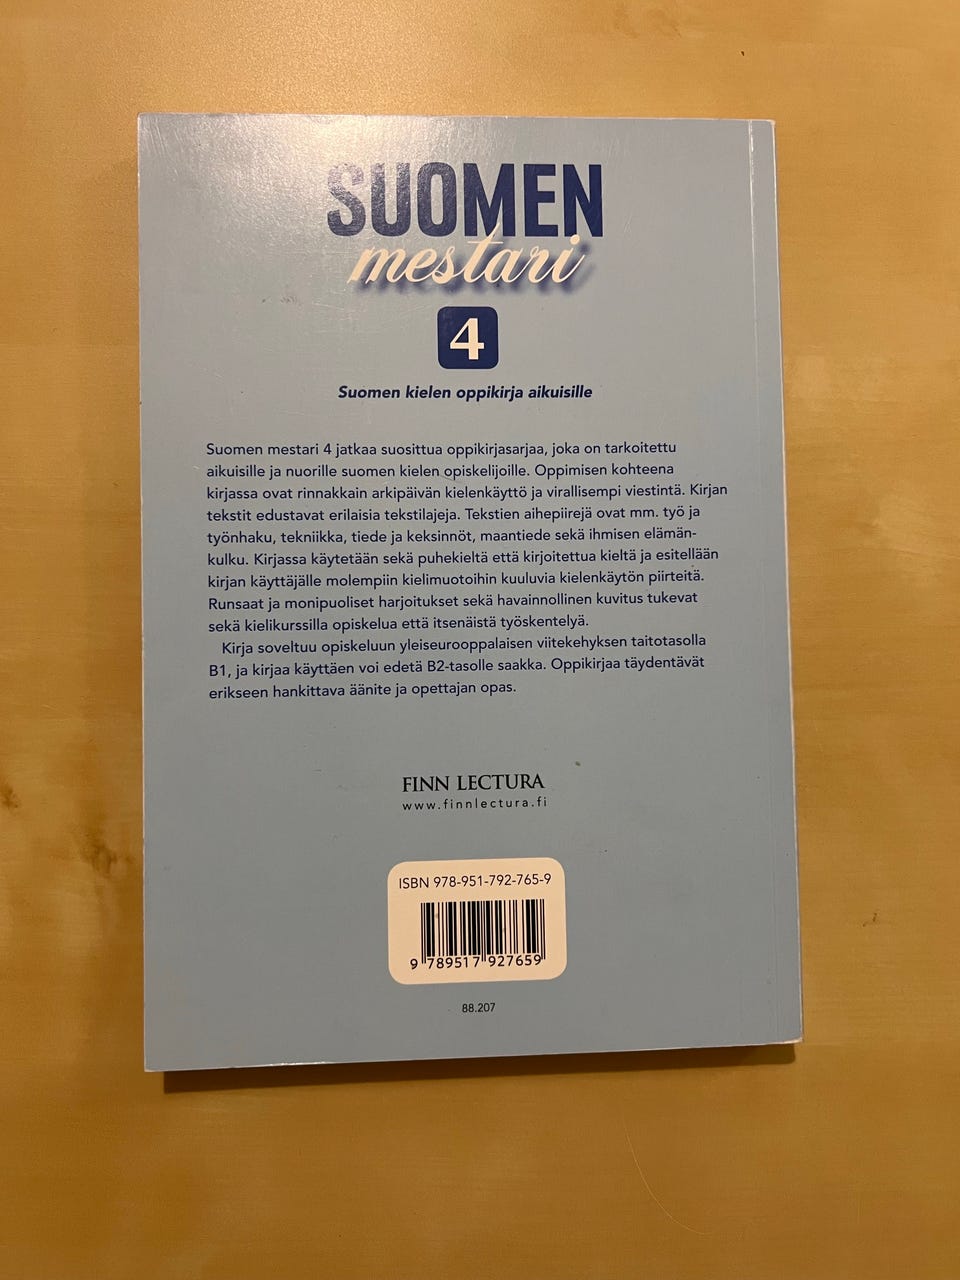 SUOMEN
mestari
4
Suomen kielen oppikirja aikuisille
Suomen mestari 4 jatkaa suosittua oppikirjasarjaa, joka on tarkoitettu
aikuisille ja nuorille suomen kielen opiskelijoille. Oppimisen kohteena
kirjassa ovat rinnakkain arkipäivän kielenkäyttö ja virallisempi viestintä. Kirjan
tekstit edustavat erilaisia tekstilajeja. Tekstien aihepiirejä ovat mm. työ ja
työnhaku, tekniikka, tiede ja keksinnöt, maantiede sekä ihmisen elämän-
kulku. Kirjassa käytetään sekä puhekieltä että kirjoitettua kieltä ja esitellään
kirjan käyttäjälle molempiin kielimuotoihin kuuluvia kielenkäytön piirteitä.
Runsaat ja monipuoliset harjoitukset sekä havainnollinen kuvitus tukevat
sekä kielikurssilla opiskelua että itsenäistä työskentelyä.
Kirja soveltuu opiskeluun yleiseurooppalaisen viitekehyksen taitotasolla
B1, ja kirjaa käyttäen voi edetä B2-tasolle saakka. Oppikirjaa täydentävät
erikseen hankittava äänite ja opettajan opas.
FINN LECTURA
www.finnlectura.fi
ISBN 978-951-792-765-9
9 789517 927659
88.207